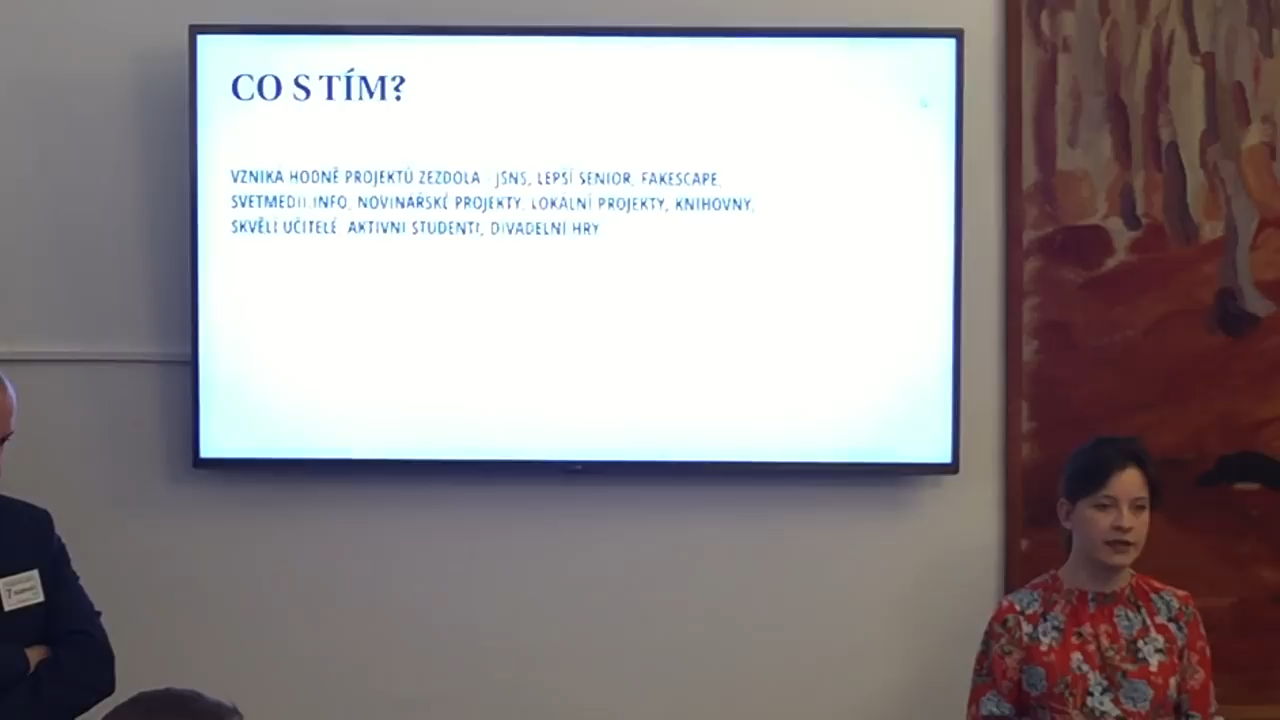 CO S TÍM?
VZNIKÁ HODNĚ PROJEKTŮ ZEZDOLA JSNS, LEPŠÍ SENIOR, FAKESCAPE,
SVETMEDII.INFO, NOVINÁŘSKÉ PROJEKTY, LOKÁLNÍ PROJEKTY, KNIHOVNY,
SKVĚLÍ UČITELÉ AKTIVNÍ STUDENTI, DIVADELNÍ HRY
7